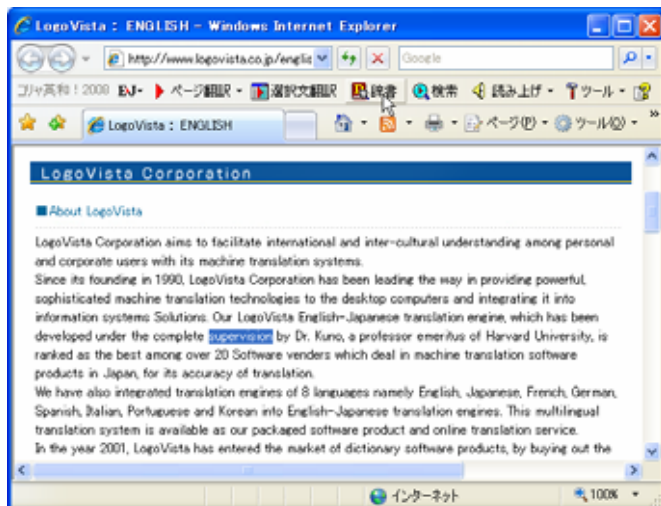 LogoVista : ENGLISH - Windows Internet Explorer
http://www.logovista.co.jp/englis
Google
コリャ英和!2008 EJ ページ翻訳 選択文翻訳 辞書 検索 読み上げ ツール
LogoVista : ENGLISH ページ(P) ツール(O) »
LogoVista Corporation
■About LogoVista
LogoVista Corporation aims to facilitate international and inter-cultural understanding among personal
and corporate users with its machine translation systems.
Since its founding in 1990, LogoVista Corporation has been leading the way in providing powerful,
sophisticated machine translation technologies to the desktop computers and integrating it into
information systems Solutions. Our LogoVista English-Japanese translation engine, which has been
developed under the complete supervision by Dr. Kuno, a professor emeritus of Harvard University, is
ranked as the best among over 20 Software venders which deal in machine translation software
products in Japan, for its accuracy of translation.
We have also integrated translation engines of 8 languages namely English, Japanese, French, German,
Spanish, Italian, Portuguese and Korean into English-Japanese translation engines. This multilingual
translation system is available as our packaged software product and online translation service.
In the year 2001, LogoVista has entered the market of dictionary software products, by buying out the
インターネット 100%